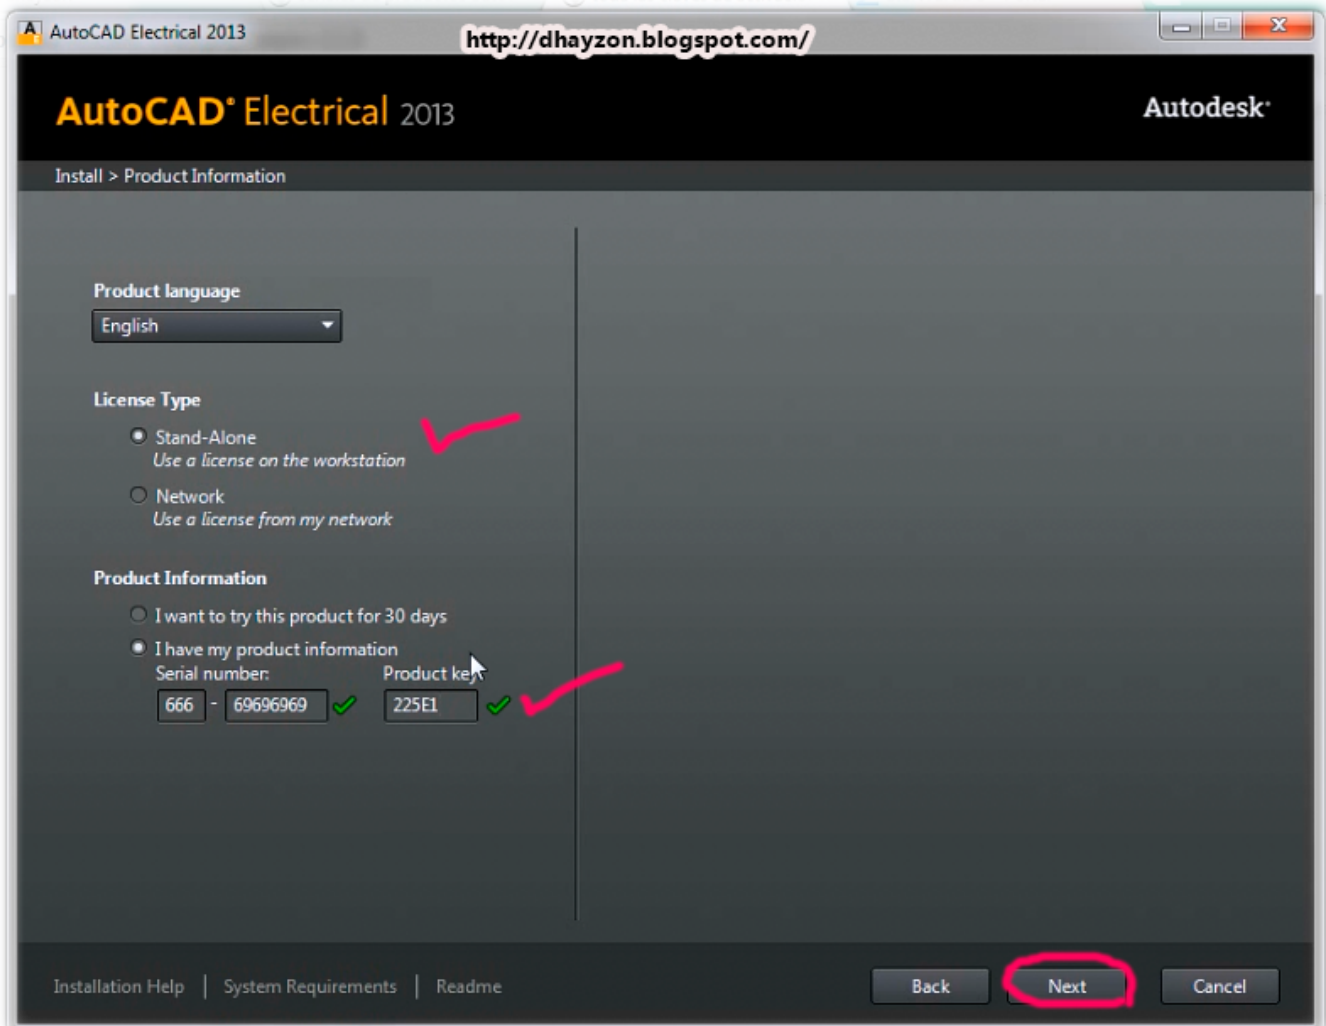 AutoCAD Electrical 2013
http://dhayzon.blogspot.com/
AutoCAD® Electrical 2013
Autodesk®
Install > Product Information
Product language
English
License Type
Stand-Alone
Use a license on the workstation
Network
Use a license from my network
Product Information
I want to try this product for 30 days
I have my product information
Serial number: Product key
666 - 69696969 225E1
Installation Help | System Requirements | Readme
Back Next Cancel